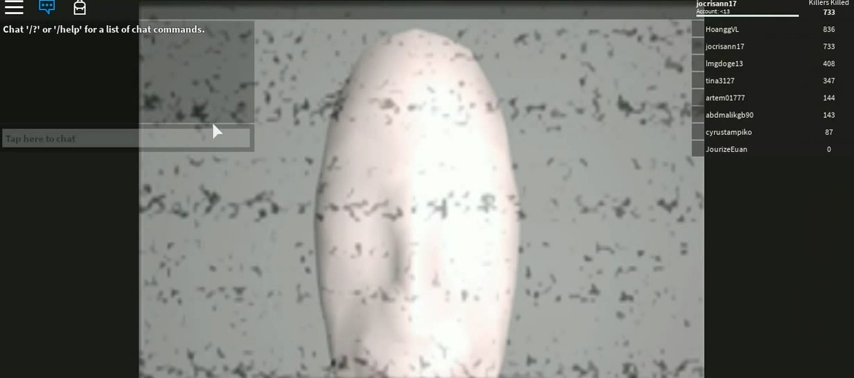 Chat '/?' or '/help' for a list of chat commands.
Tap here to chat
jocrisann17
Account: <13
Killers Killed
733
HoanggVL 836
jocrisann17 733
lmgdoge13 408
tina3127 347
artem01777 144
abdmalikgb90 143
cyrustampiko 87
JourizeEuan 0